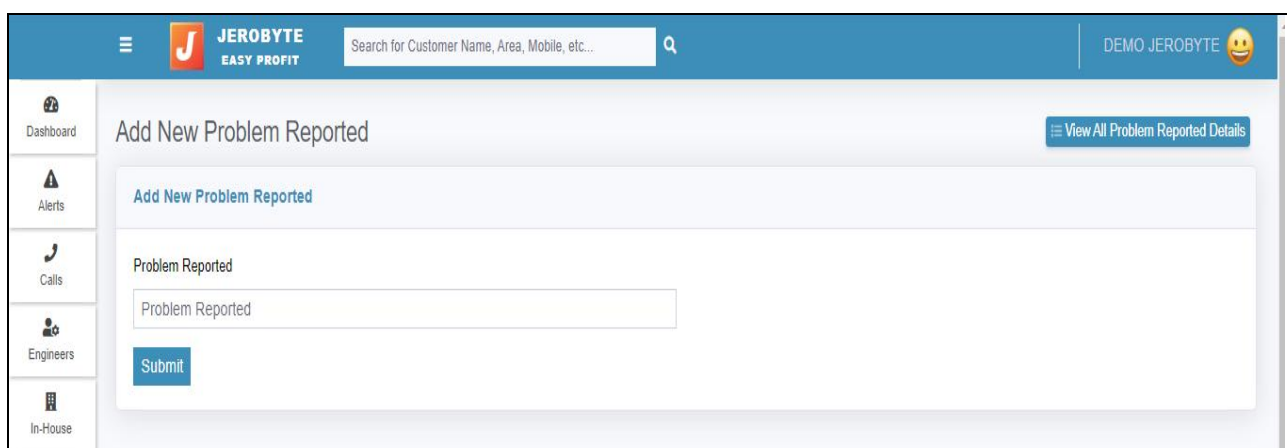 J
JEROBYTE
EASY PROFIT
Search for Customer Name, Area, Mobile, etc...
DEMO JEROBYTE
Dashboard
Alerts
Calls
Engineers
In-House
Add New Problem Reported
View All Problem Reported Details
Add New Problem Reported
Problem Reported
Problem Reported
Submit